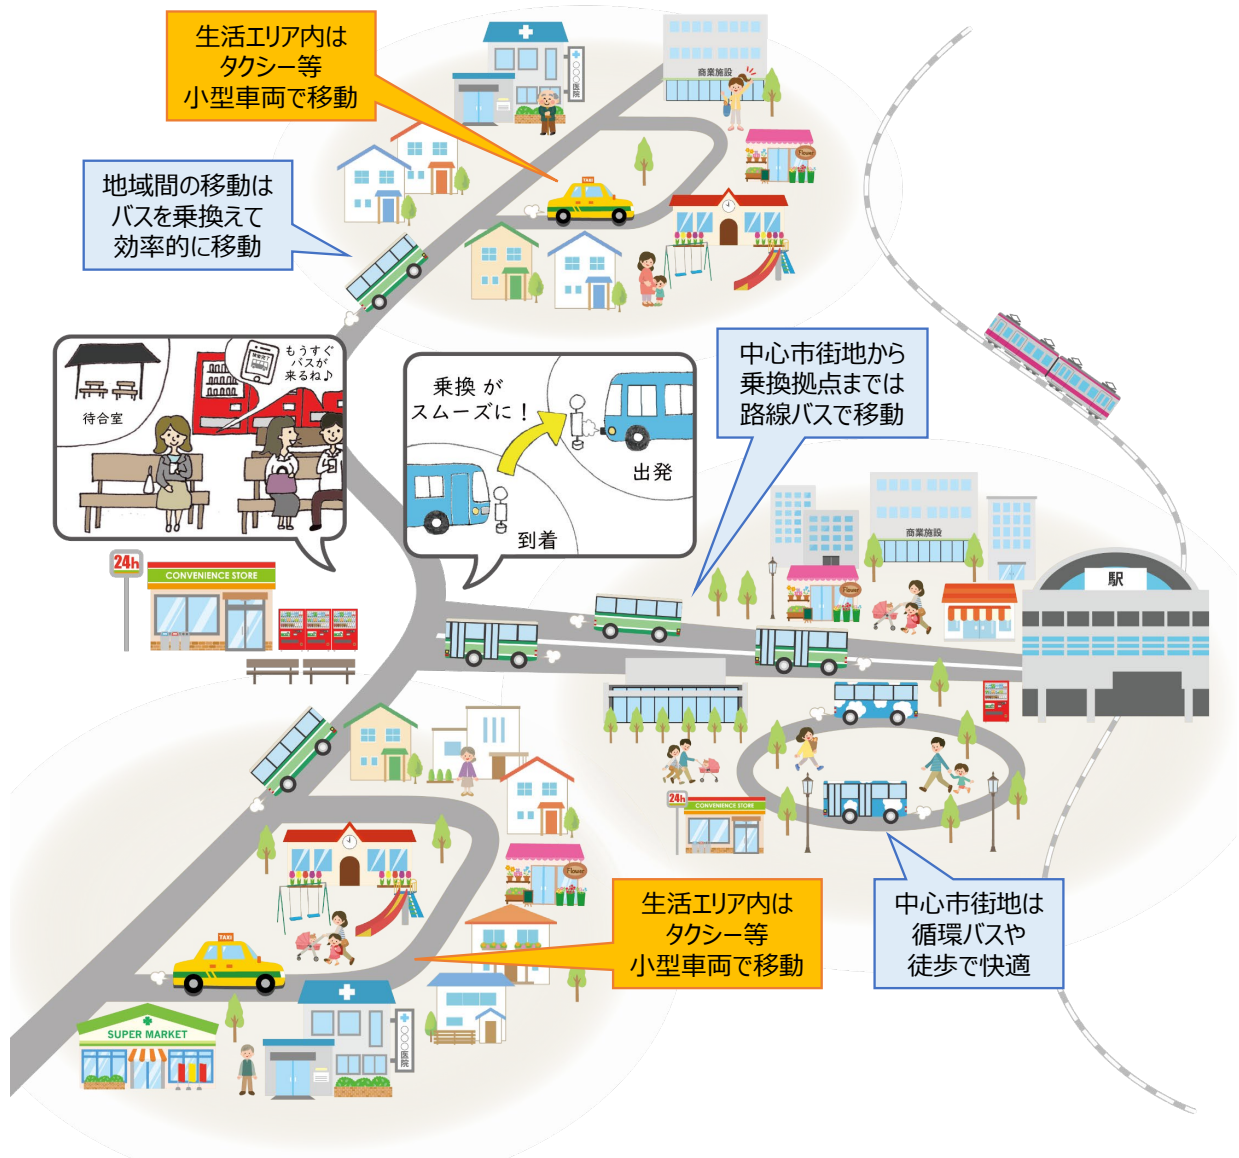 生活エリア内は
タクシー等
小型車両で移動
○○○医院
商業施設
Flower
TAXI
地域間の移動は
バスを乗換えて
効率的に移動
もうすぐ
バスが
来るね♪
待合室
乗換が
スムーズに!
出発
到着
中心市街地から
乗換拠点までは
路線バスで移動
商業施設
Flower
駅
24h
CONVENIENCE STORE
24h
CONVENIENCE STORE
Flower
生活エリア内は
タクシー等
小型車両で移動
中心市街地は
循環バスや
徒歩で快適
TAXI
SUPER MARKET
○○○医院